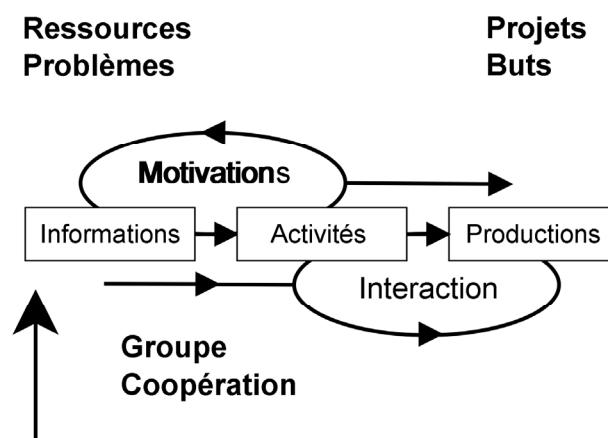 Ressources
Problèmes
Projets
Buts
Motivations
Informations
Activités
Productions
Interaction
Groupe
Coopération